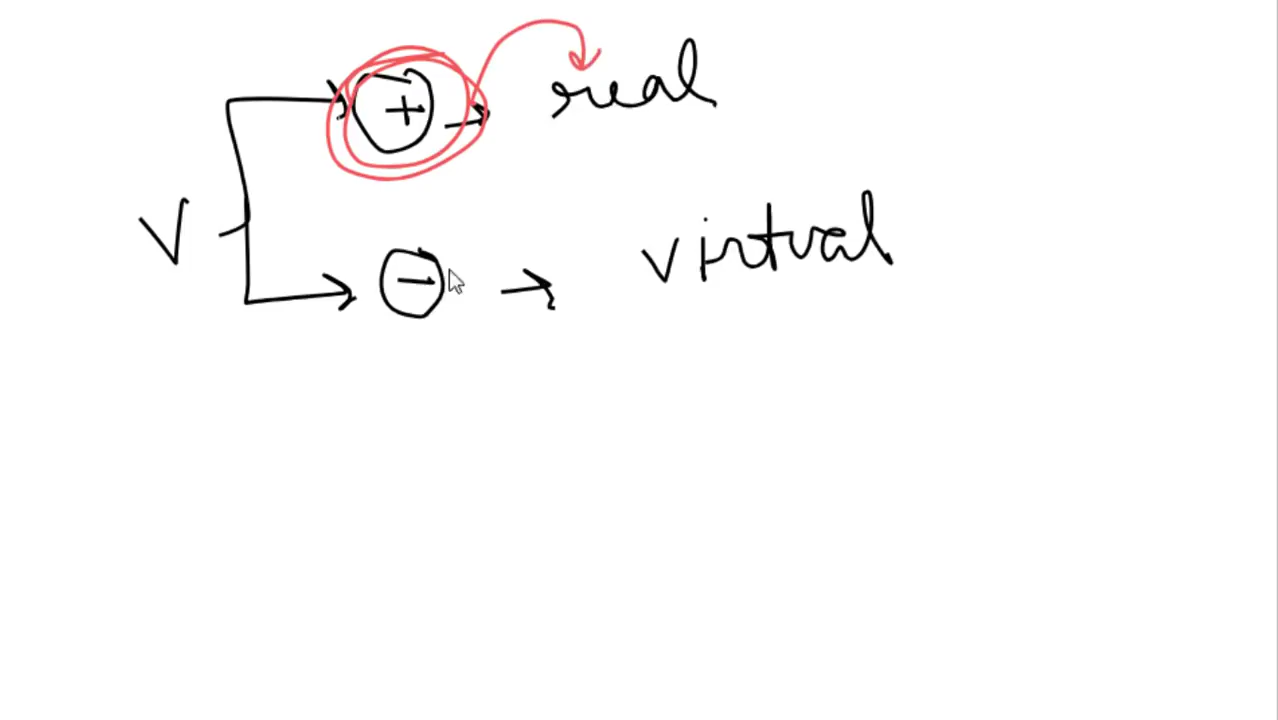 + → real
V
- → virtual